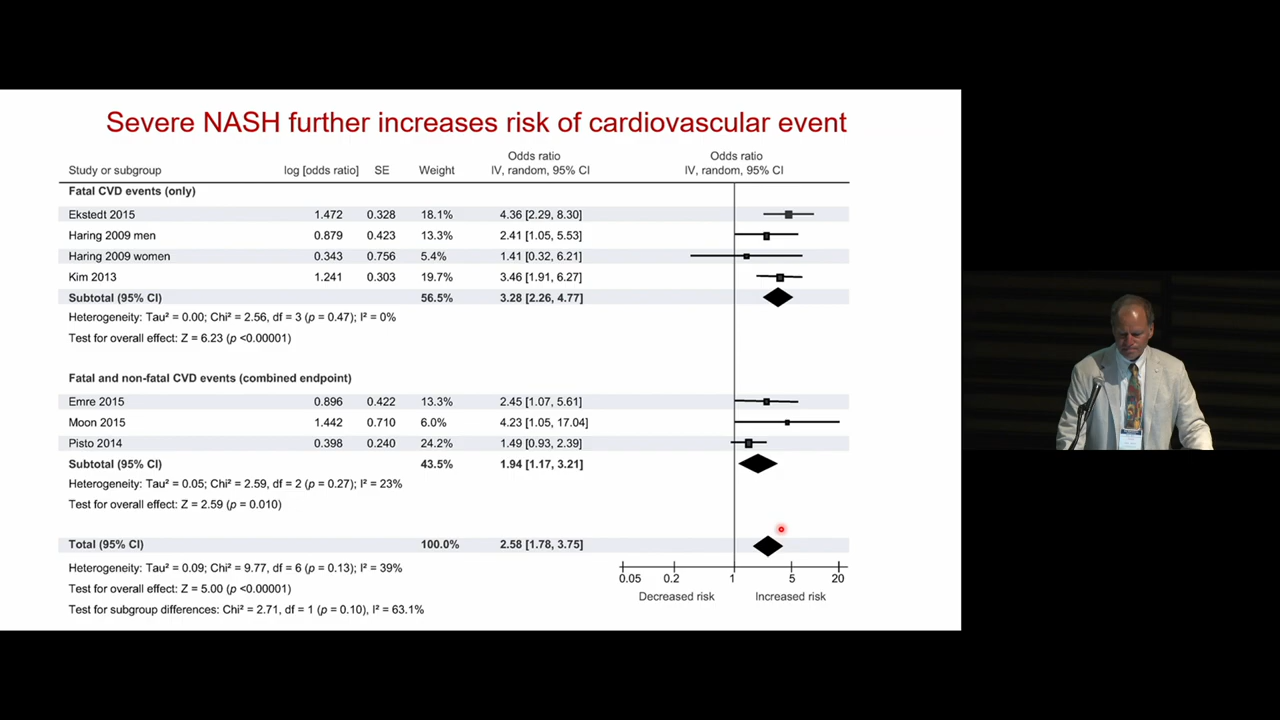 Severe NASH further increases risk of cardiovascular event
Odds ratio Odds ratio
Study or subgroup log [odds ratio] SE Weight IV, random, 95% CI IV, random, 95% CI
Fatal CVD events (only)
Ekstedt 2015 1.472 0.328 18.1% 4.36 [2.29, 8.30]
Haring 2009 men 0.879 0.423 13.3% 2.41 [1.05, 5.53]
Haring 2009 women 0.343 0.756 5.4% 1.41 [0.32, 6.21]
Kim 2013 1.241 0.303 19.7% 3.46 [1.91, 6.27]
Subtotal (95% CI) 56.5% 3.28 [2.26, 4.77]
Heterogeneity: Tau² = 0.00; Chi² = 2.56, df = 3 (p = 0.47); I² = 0%
Test for overall effect: Z = 6.23 (p <0.00001)
Fatal and non-fatal CVD events (combined endpoint)
Emre 2015 0.896 0.422 13.3% 2.45 [1.07, 5.61]
Moon 2015 1.442 0.710 6.0% 4.23 [1.05, 17.04]
Pisto 2014 0.398 0.240 24.2% 1.49 [0.93, 2.39]
Subtotal (95% CI) 43.5% 1.94 [1.17, 3.21]
Heterogeneity: Tau² = 0.05; Chi² = 2.59, df = 2 (p = 0.27); I² = 23%
Test for overall effect: Z = 2.59 (p = 0.010)
Total (95% CI) 100.0% 2.58 [1.78, 3.75]
Heterogeneity: Tau² = 0.09; Chi² = 9.77, df = 6 (p = 0.13); I² = 39%
Test for overall effect: Z = 5.00 (p <0.00001)
Test for subgroup differences: Chi² = 2.71, df = 1 (p = 0.10), I² = 63.1%
0.05 0.2 1 5 20
Decreased risk Increased risk